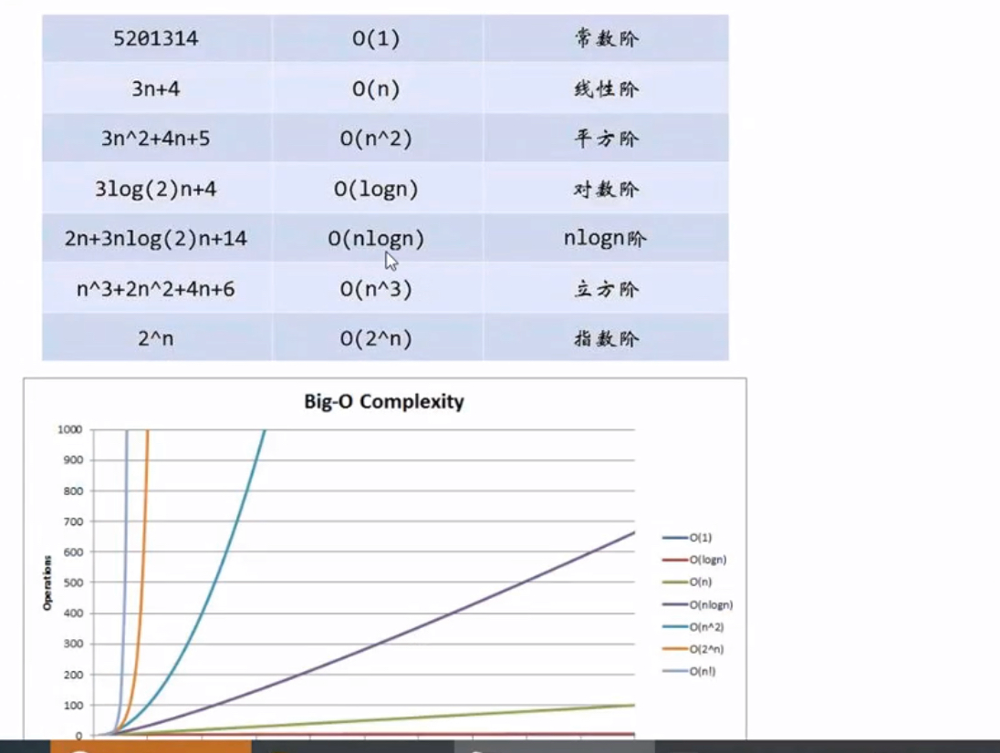 5201314 O(1) 常数阶
3n+4 O(n) 线性阶
3n^2+4n+5 O(n^2) 平方阶
3log(2)n+4 O(logn) 对数阶
2n+3nlog(2)n+14 O(nlogn) nlogn阶
n^3+2n^2+4n+6 O(n^3) 立方阶
2^n O(2^n) 指数阶
Big-O Complexity
1000
900
800
700
600
500
400
300
200
100
0
Operations
O(1)
O(logn)
O(n)
O(nlogn)
O(n^2)
O(2^n)
O(n!)